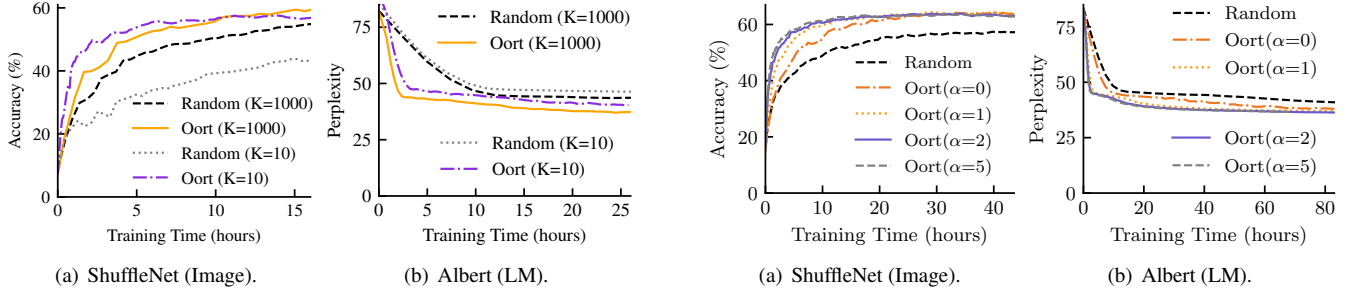 Accuracy (%)
60
40
20
0
0
5
10
15
Random (K=1000)
Oort (K=1000)
Random (K=10)
Oort (K=10)
Training Time (hours)
(a) ShuffleNet (Image).
Perplexity
75
50
25
0
0
5
10
15
20
25
Random (K=1000)
Oort (K=1000)
Random (K=10)
Oort (K=10)
Training Time (hours)
(b) Albert (LM).
Accuracy (%)
60
40
20
0
0
10
20
30
40
Random
Oort(α=0)
Oort(α=1)
Oort(α=2)
Oort(α=5)
Training Time (hours)
(a) ShuffleNet (Image).
Perplexity
75
50
25
0
0
20
40
60
80
Random
Oort(α=0)
Oort(α=1)
Oort(α=2)
Oort(α=5)
Training Time (hours)
(b) Albert (LM).